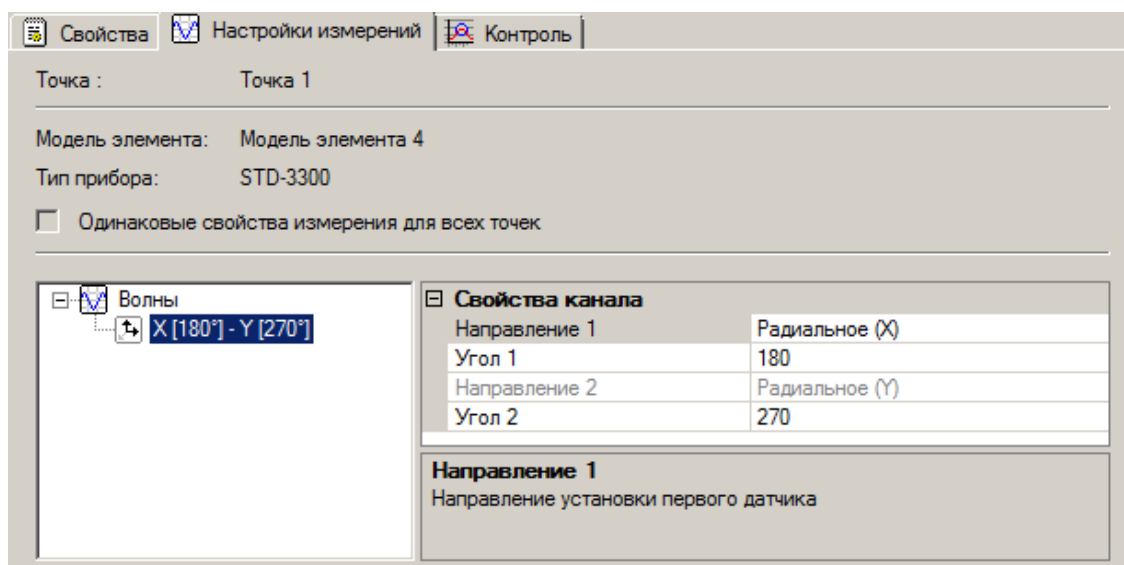 Свойства Настройки измерений Контроль
Точка : Точка 1
Модель элемента: Модель элемента 4
Тип прибора: STD-3300
Одинаковые свойства измерения для всех точек
Волны
X [180°] - Y [270°]
Свойства канала
Направление 1 Радиальное (X)
Угол 1 180
Направление 2 Радиальное (Y)
Угол 2 270
Направление 1
Направление установки первого датчика